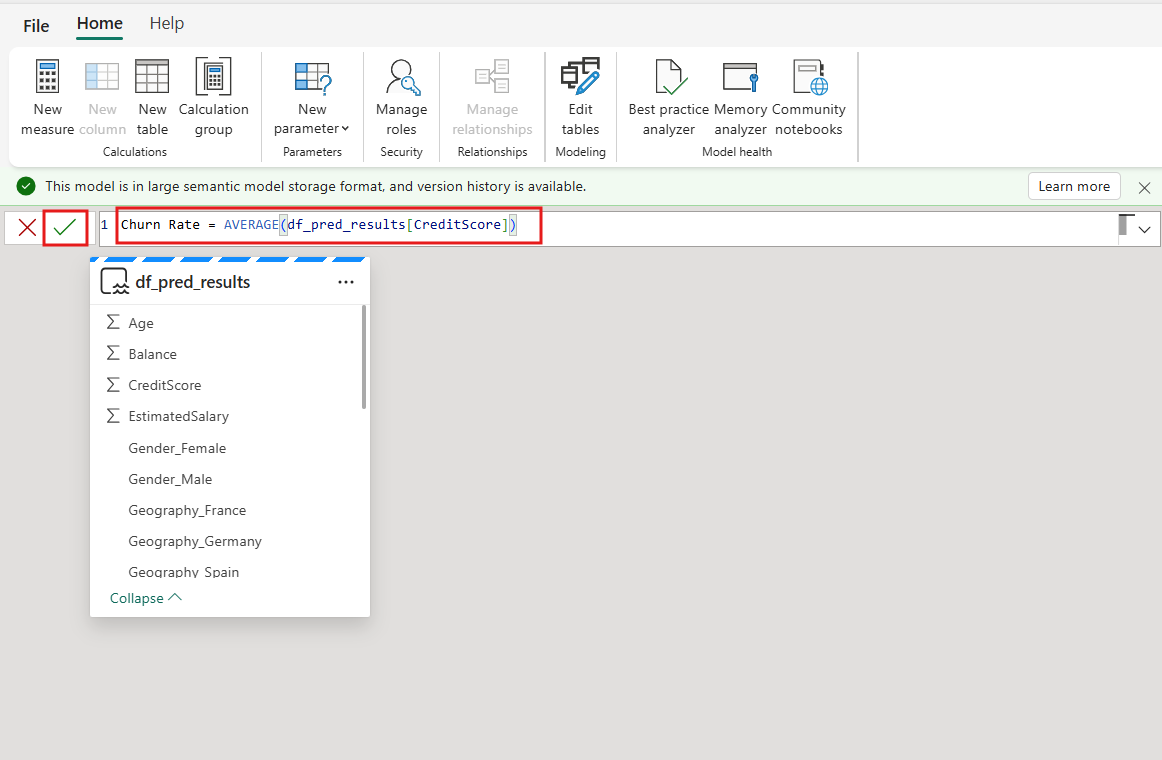 File Home Help
New measure
New column
New table
Calculation group
Calculations
New parameter
Parameters
Manage roles
Security
Manage relationships
Relationships
Edit tables
Modeling
Best practice analyzer
Memory analyzer
Community notebooks
Model health
This model is in large semantic model storage format, and version history is available.
Learn more
1 Churn Rate = AVERAGE(df_pred_results[CreditScore])
df_pred_results
Age
Balance
CreditScore
EstimatedSalary
Gender_Female
Gender_Male
Geography_France
Geography_Germany
Geography_Spain
Collapse